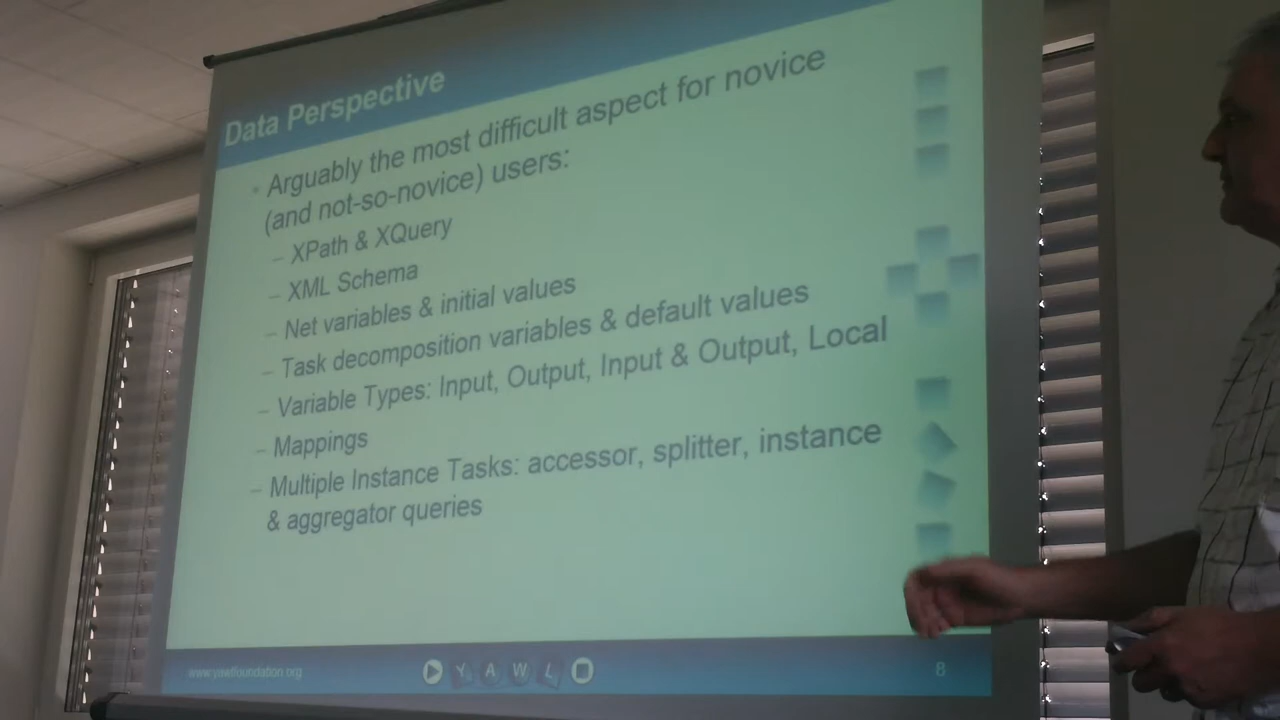 Data Perspective
• Arguably the most difficult aspect for novice
(and not-so-novice) users:
– XPath & XQuery
– XML Schema
– Net variables & initial values
– Task decomposition variables & default values
– Variable Types: Input, Output, Input & Output, Local
– Mappings
– Multiple Instance Tasks: accessor, splitter, instance
& aggregator queries
www.yawlfoundation.org
YAWL
8